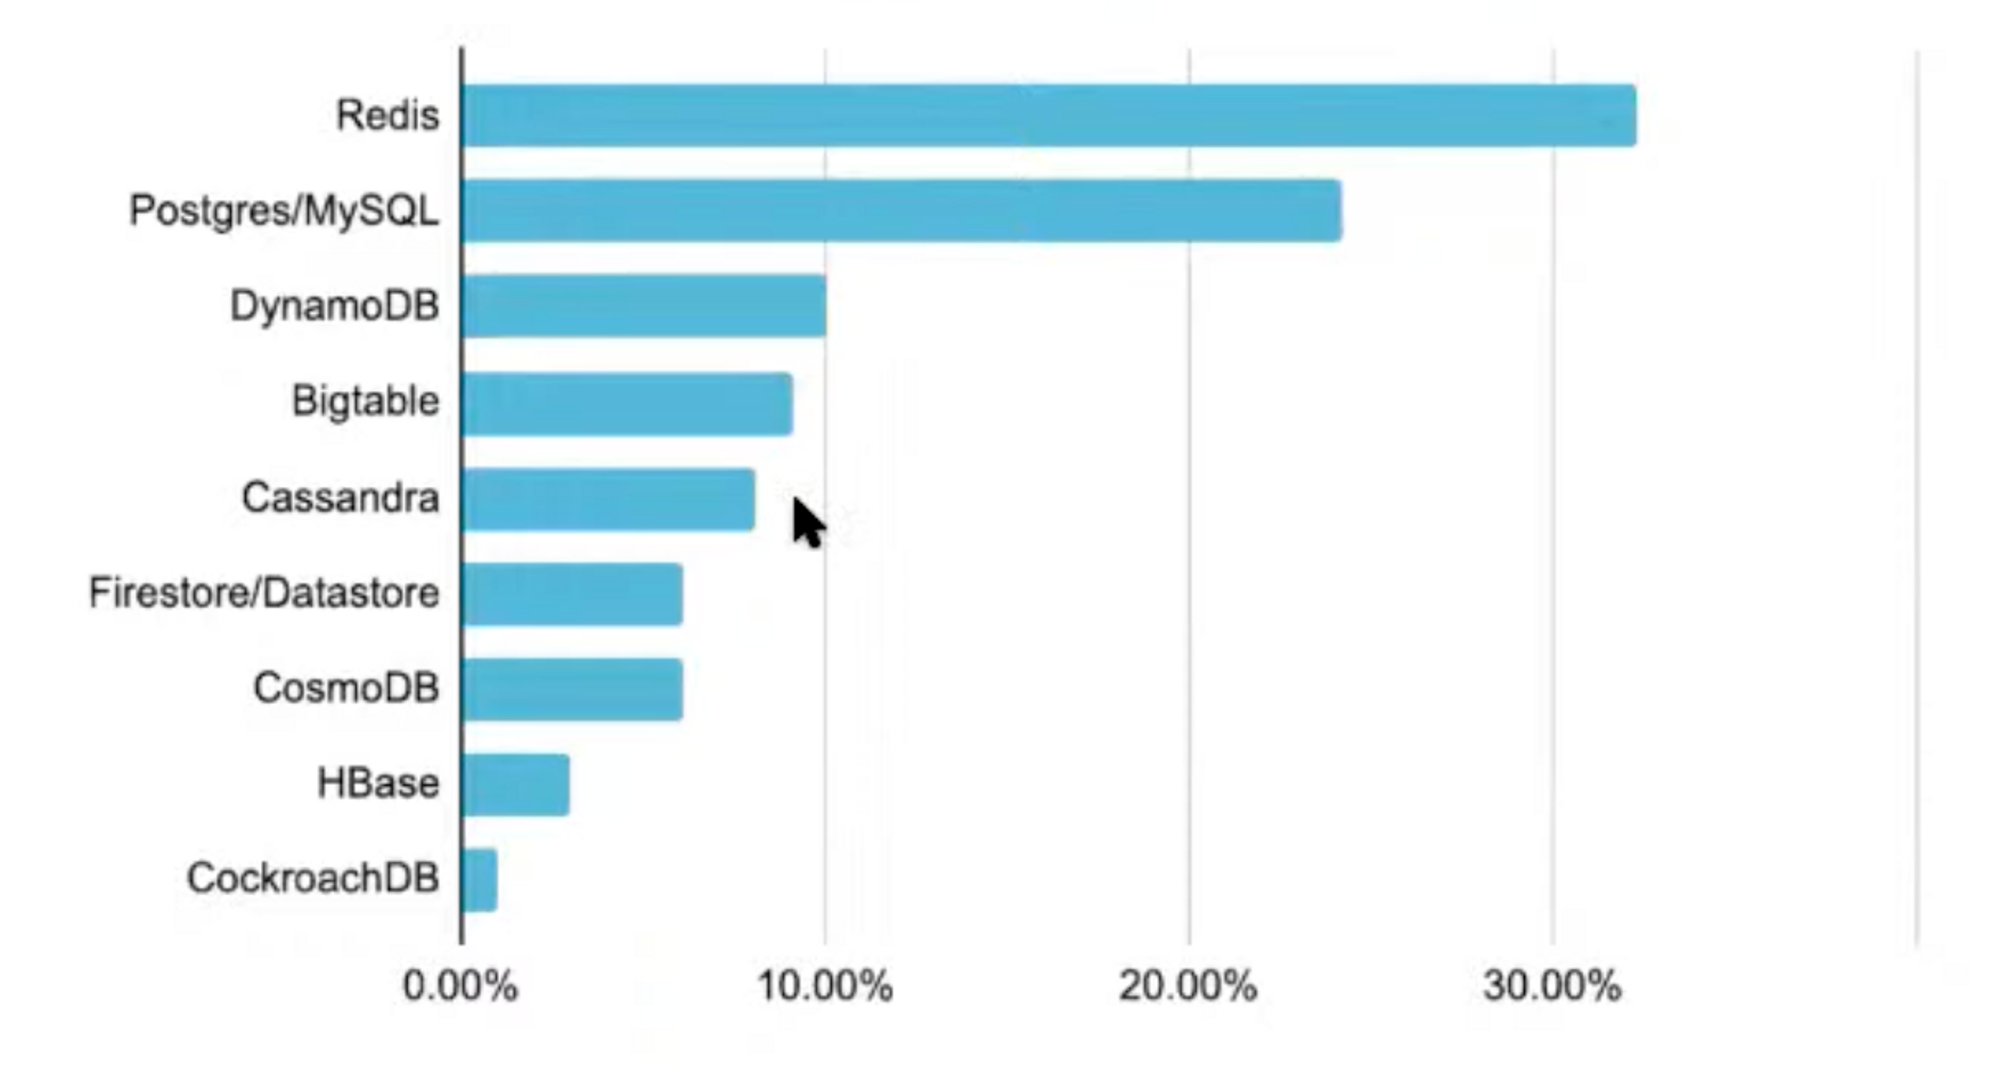 Redis
Postgres/MySQL
DynamoDB
Bigtable
Cassandra
Firestore/Datastore
CosmoDB
HBase
CockroachDB
0.00% 10.00% 20.00% 30.00%